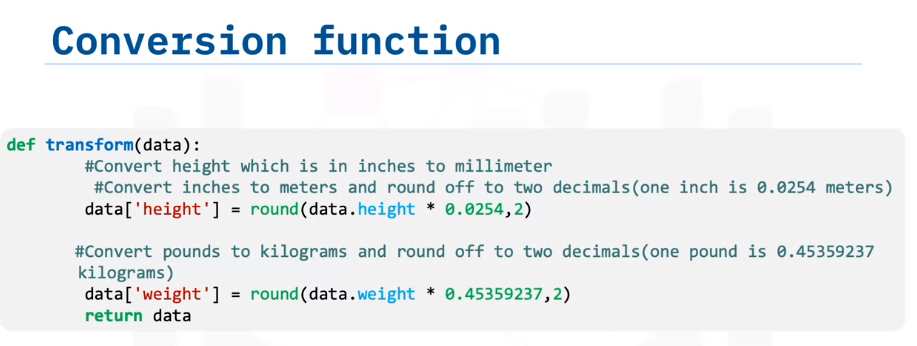 Conversion function
def transform(data):
#Convert height which is in inches to millimeter
#Convert inches to meters and round off to two decimals(one inch is 0.0254 meters)
data['height'] = round(data.height * 0.0254,2)
#Convert pounds to kilograms and round off to two decimals(one pound is 0.45359237
kilograms)
data['weight'] = round(data.weight * 0.45359237,2)
return data